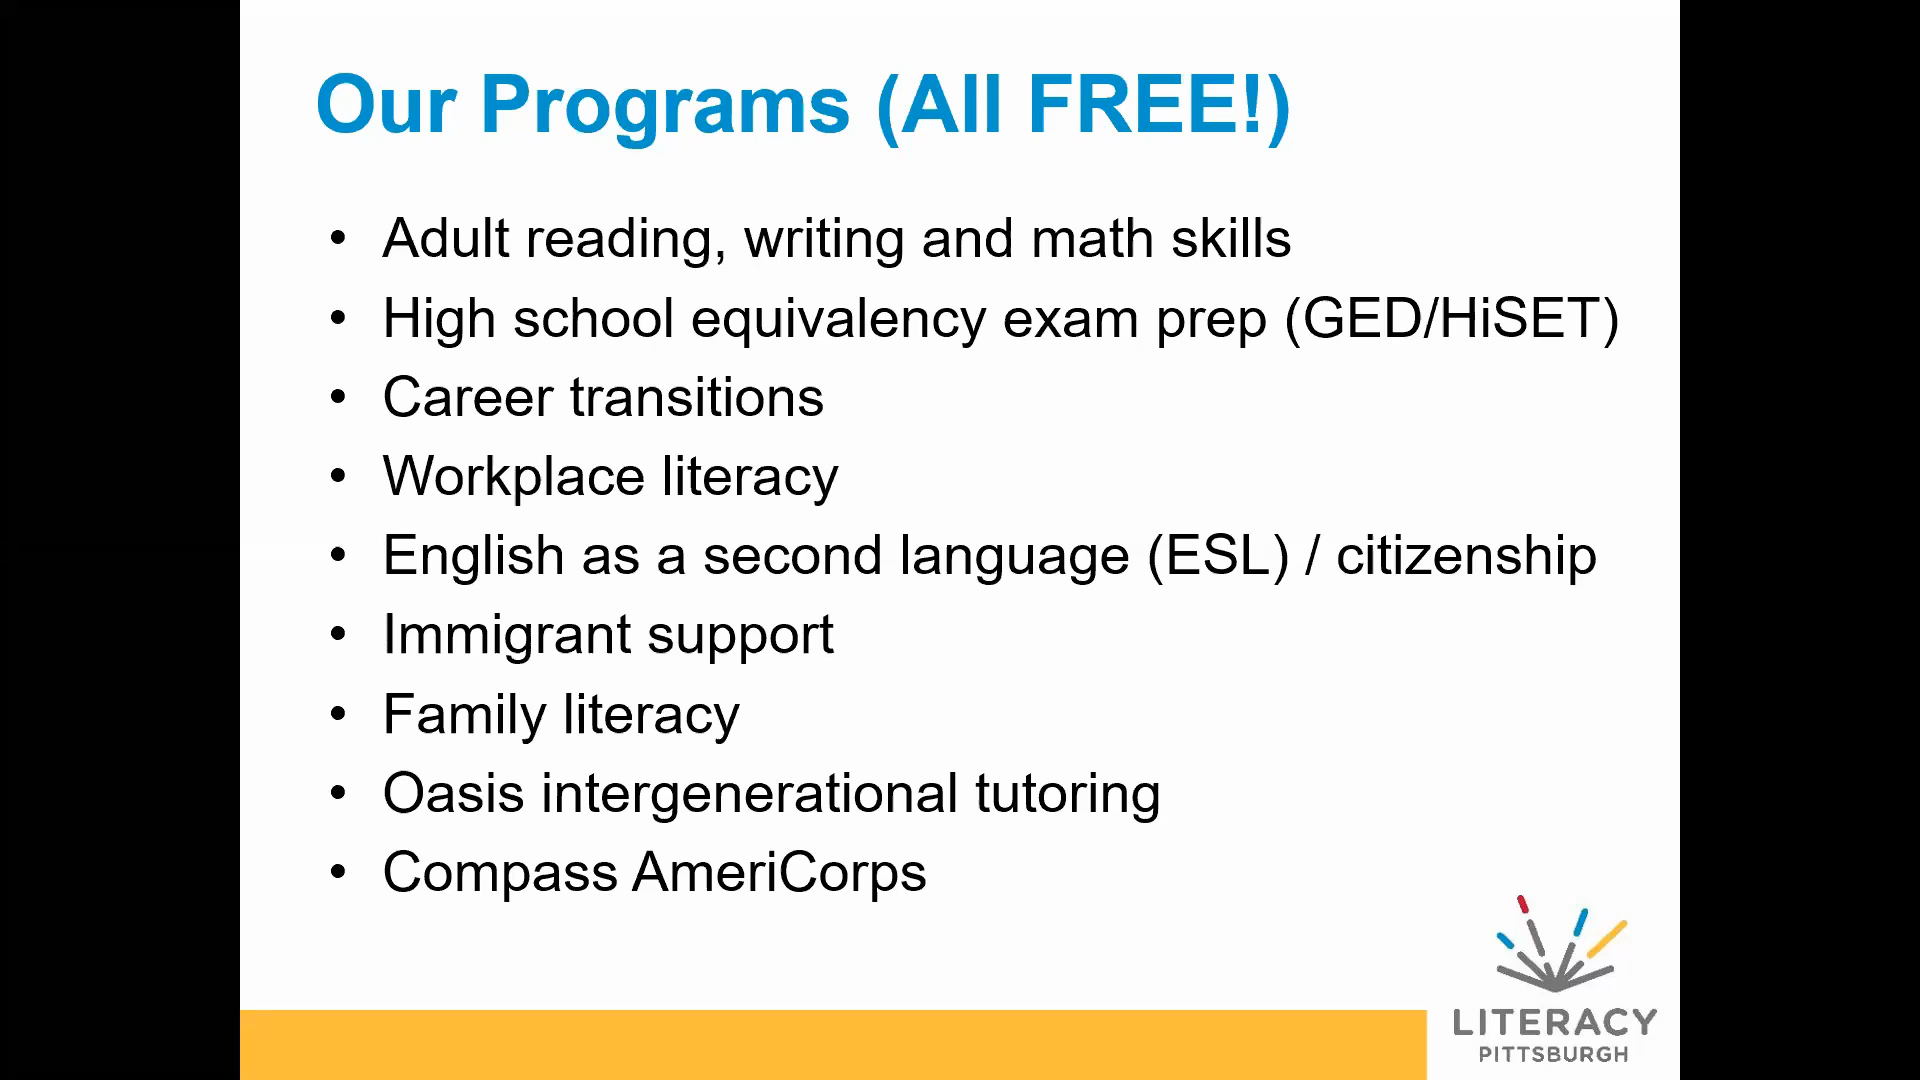 Our Programs (All FREE!)
• Adult reading, writing and math skills
• High school equivalency exam prep (GED/HiSET)
• Career transitions
• Workplace literacy
• English as a second language (ESL) / citizenship
• Immigrant support
• Family literacy
• Oasis intergenerational tutoring
• Compass AmeriCorps
LITERACY
PITTSBURGH